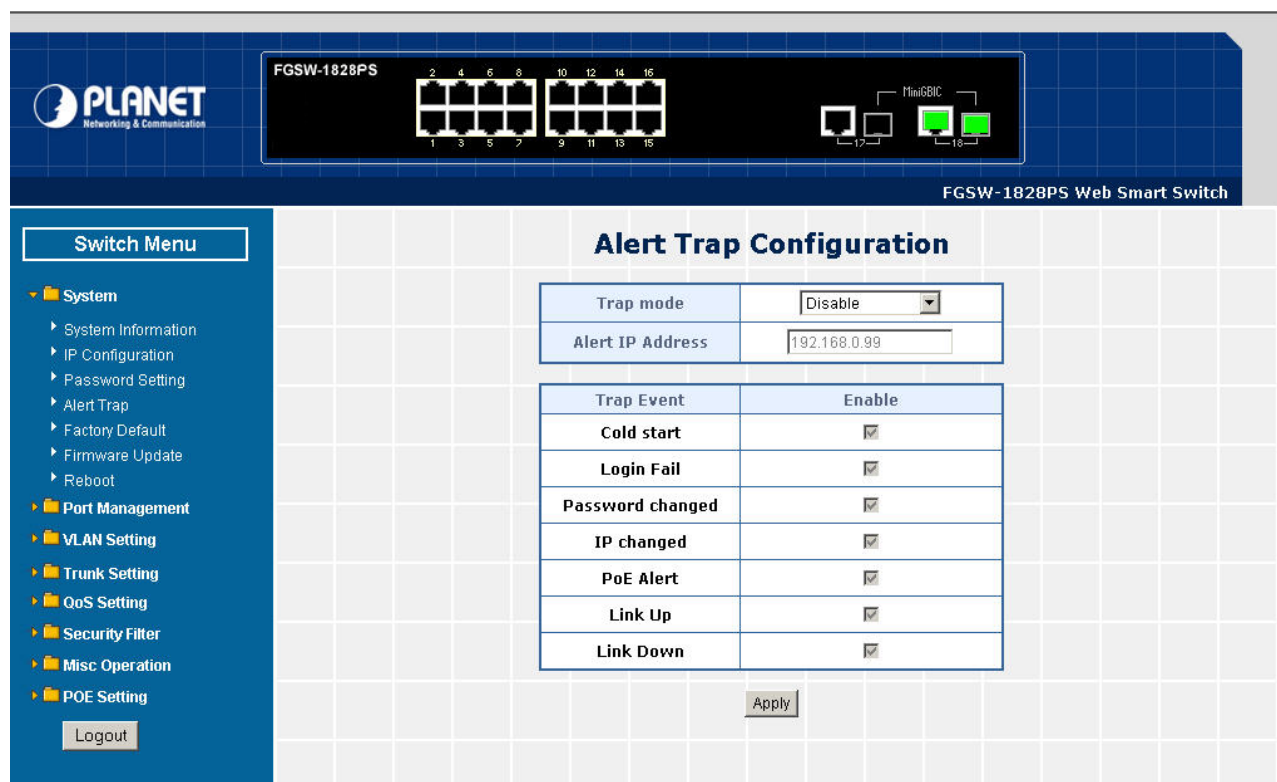 PLANET
Networking & Communication
FGSW-1828PS
2 4 6 8 10 12 14 16
MiniGBIC
1 3 5 7 9 11 13 15
17 18
FGSW-1828PS Web Smart Switch
Switch Menu
System
System Information
IP Configuration
Password Setting
Alert Trap
Factory Default
Firmware Update
Reboot
Port Management
VLAN Setting
Trunk Setting
QoS Setting
Security Filter
Misc Operation
POE Setting
Logout
Alert Trap Configuration
Trap mode Disable
Alert IP Address 192.168.0.99
Trap Event Enable
Cold start
Login Fail
Password changed
IP changed
PoE Alert
Link Up
Link Down
Apply